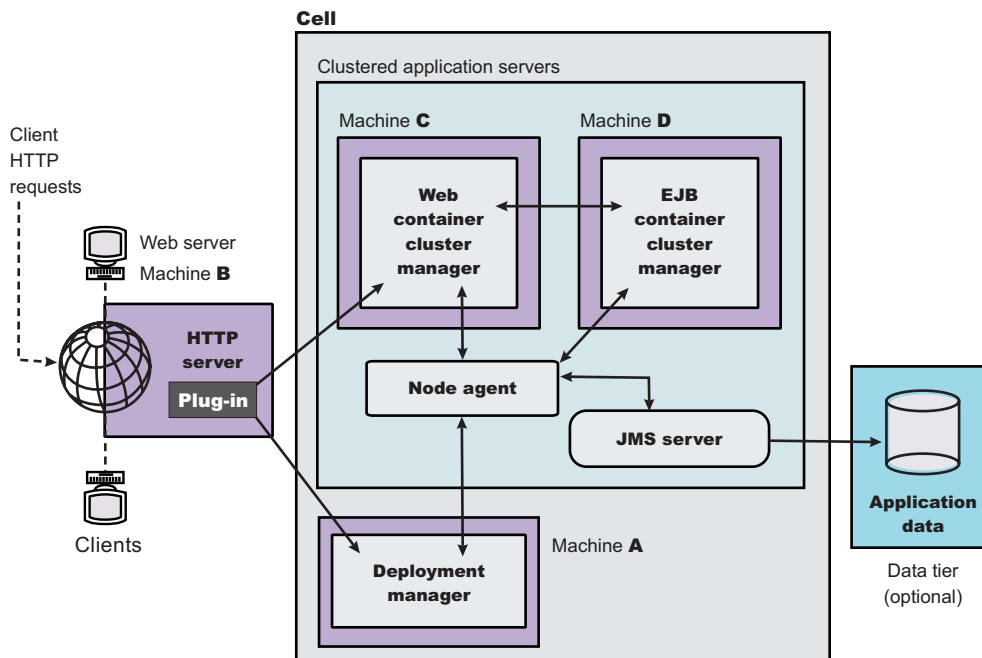 Cell
Clustered application servers
Machine C
Machine D
Client
HTTP
requests
Web
container
cluster
manager
EJB
container
cluster
manager
Web server
Machine B
HTTP
server
Plug-in
Node agent
JMS server
Application
data
Clients
Machine A
Deployment
manager
Data tier
(optional)